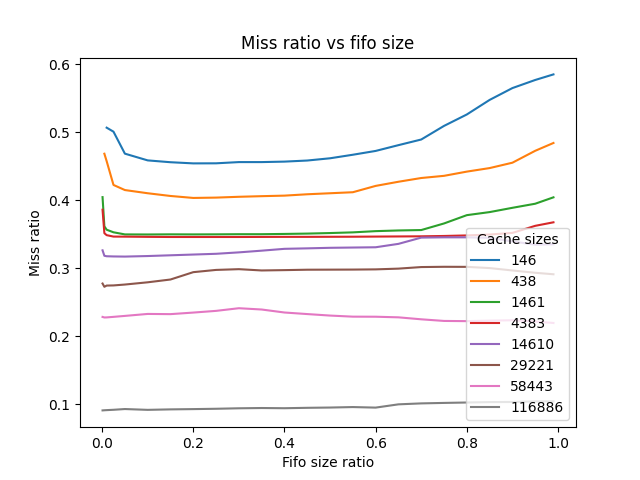 Miss ratio vs fifo size
Miss ratio
0.6
0.5
0.4
0.3
0.2
0.1
Cache sizes
146
438
1461
4383
14610
29221
58443
116886
0.0 0.2 0.4 0.6 0.8 1.0
Fifo size ratio